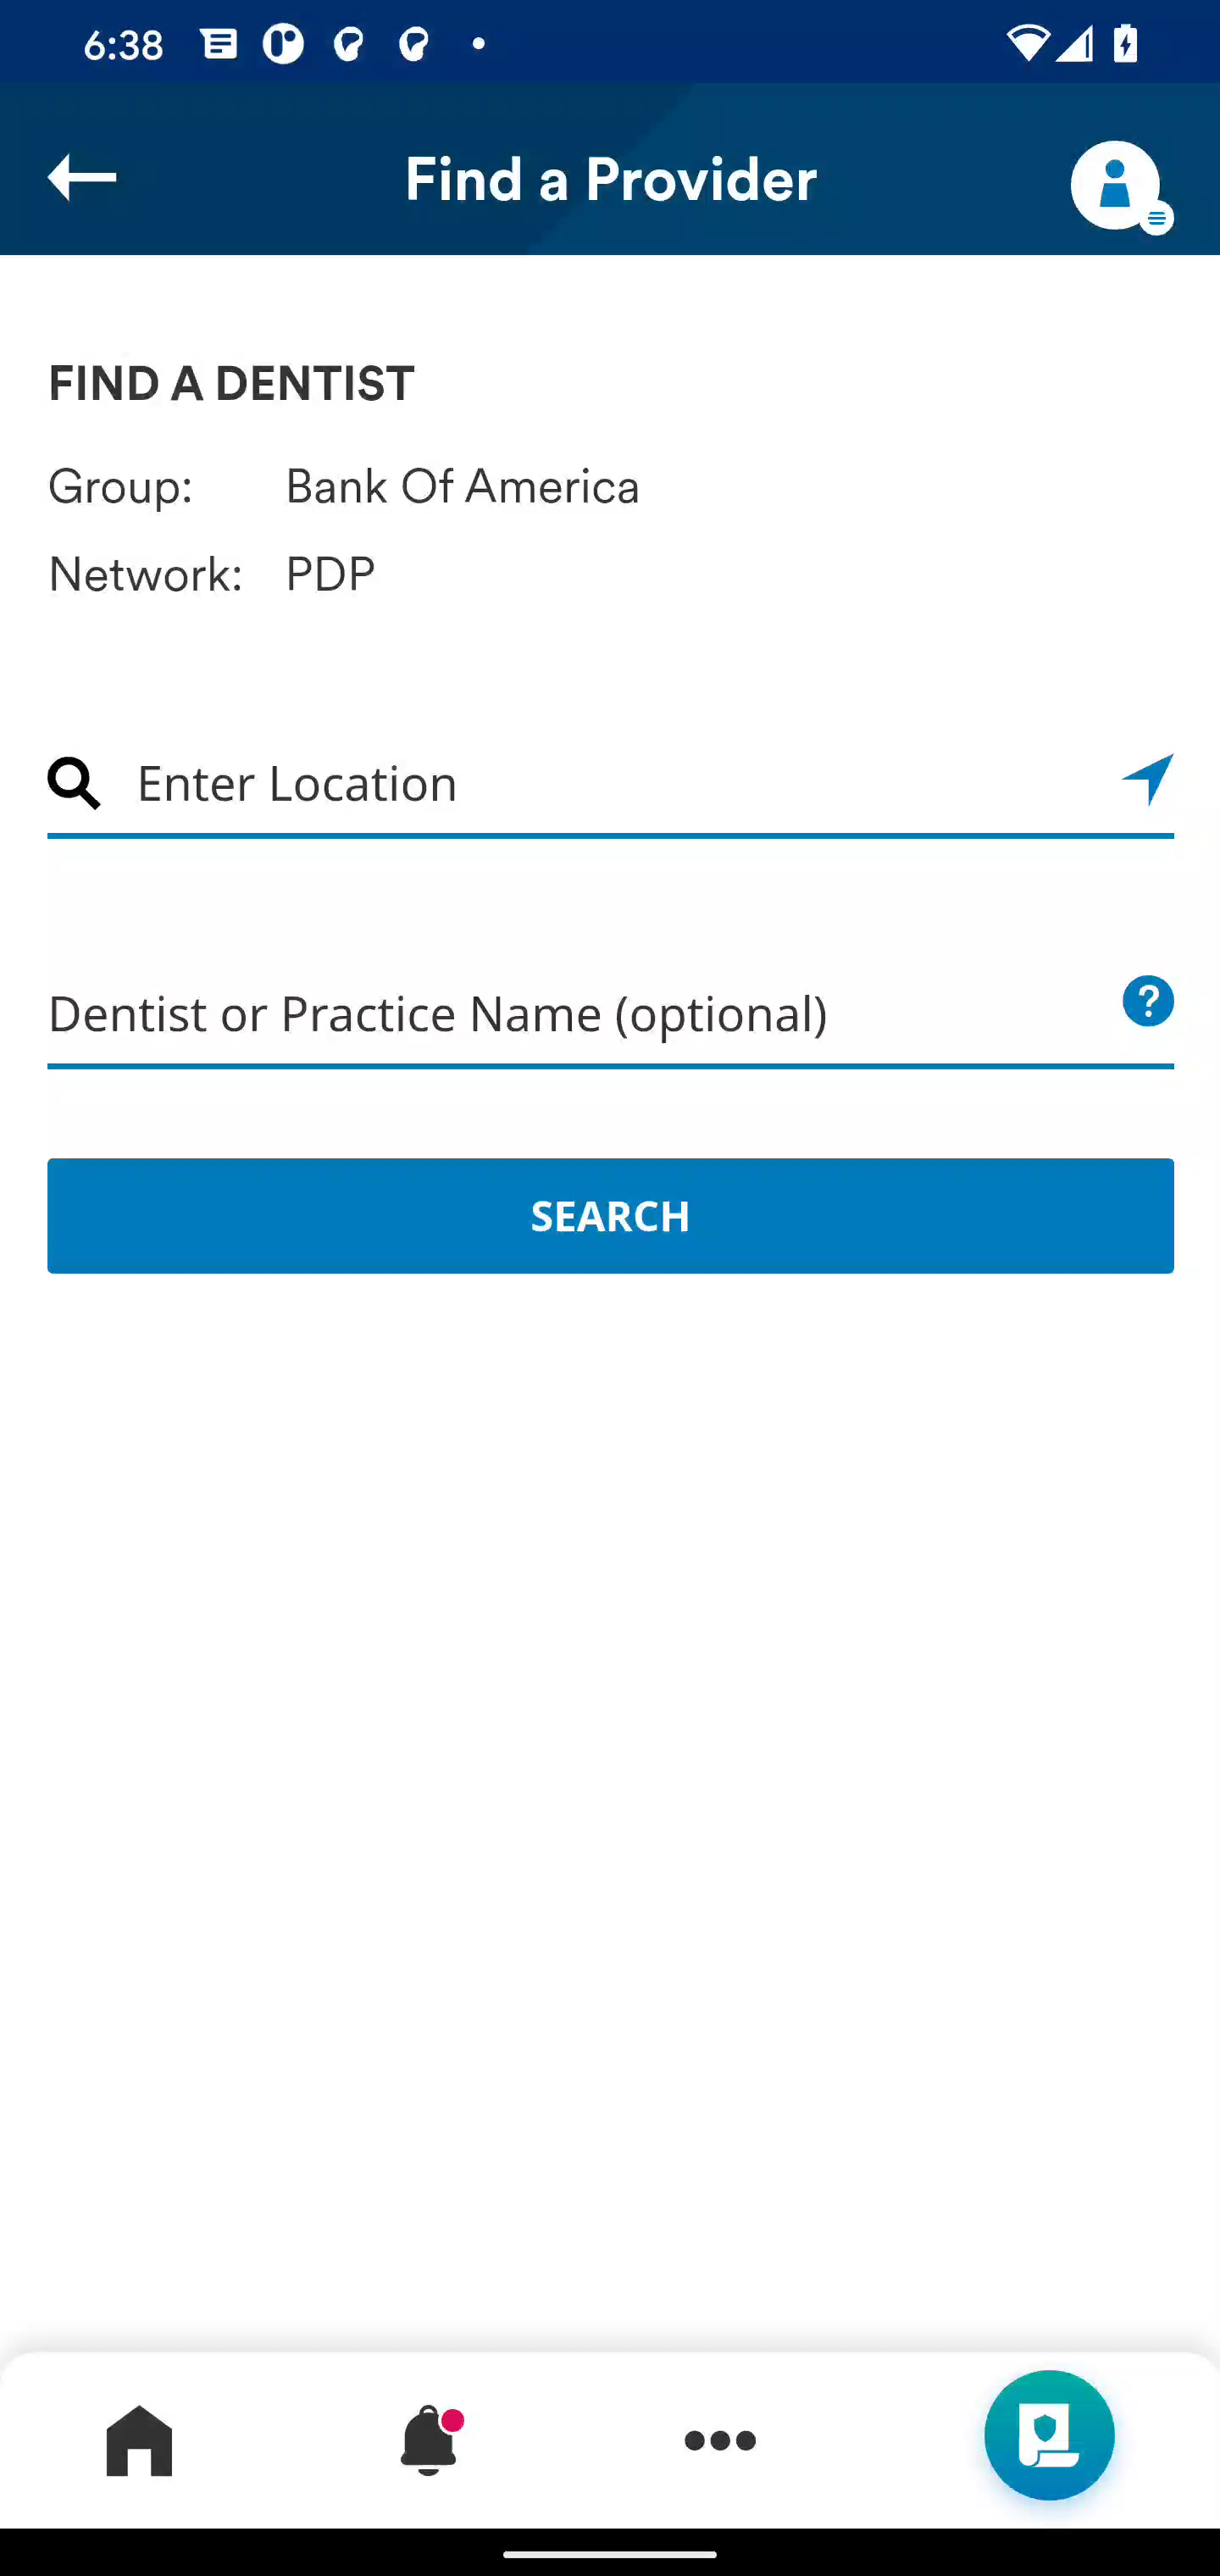 6:38
Find a Provider
FIND A DENTIST
Group: Bank Of America
Network: PDP
Enter Location
Dentist or Practice Name (optional)
?
SEARCH